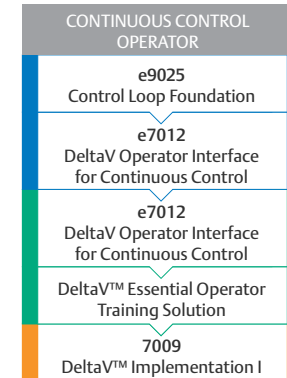 CONTINUOUS CONTROL
OPERATOR
e9025
Control Loop Foundation
e7012
DeltaV Operator Interface
for Continuous Control
e7012
DeltaV Operator Interface
for Continuous Control
DeltaV™ Essential Operator
Training Solution
7009
DeltaV™ Implementation I